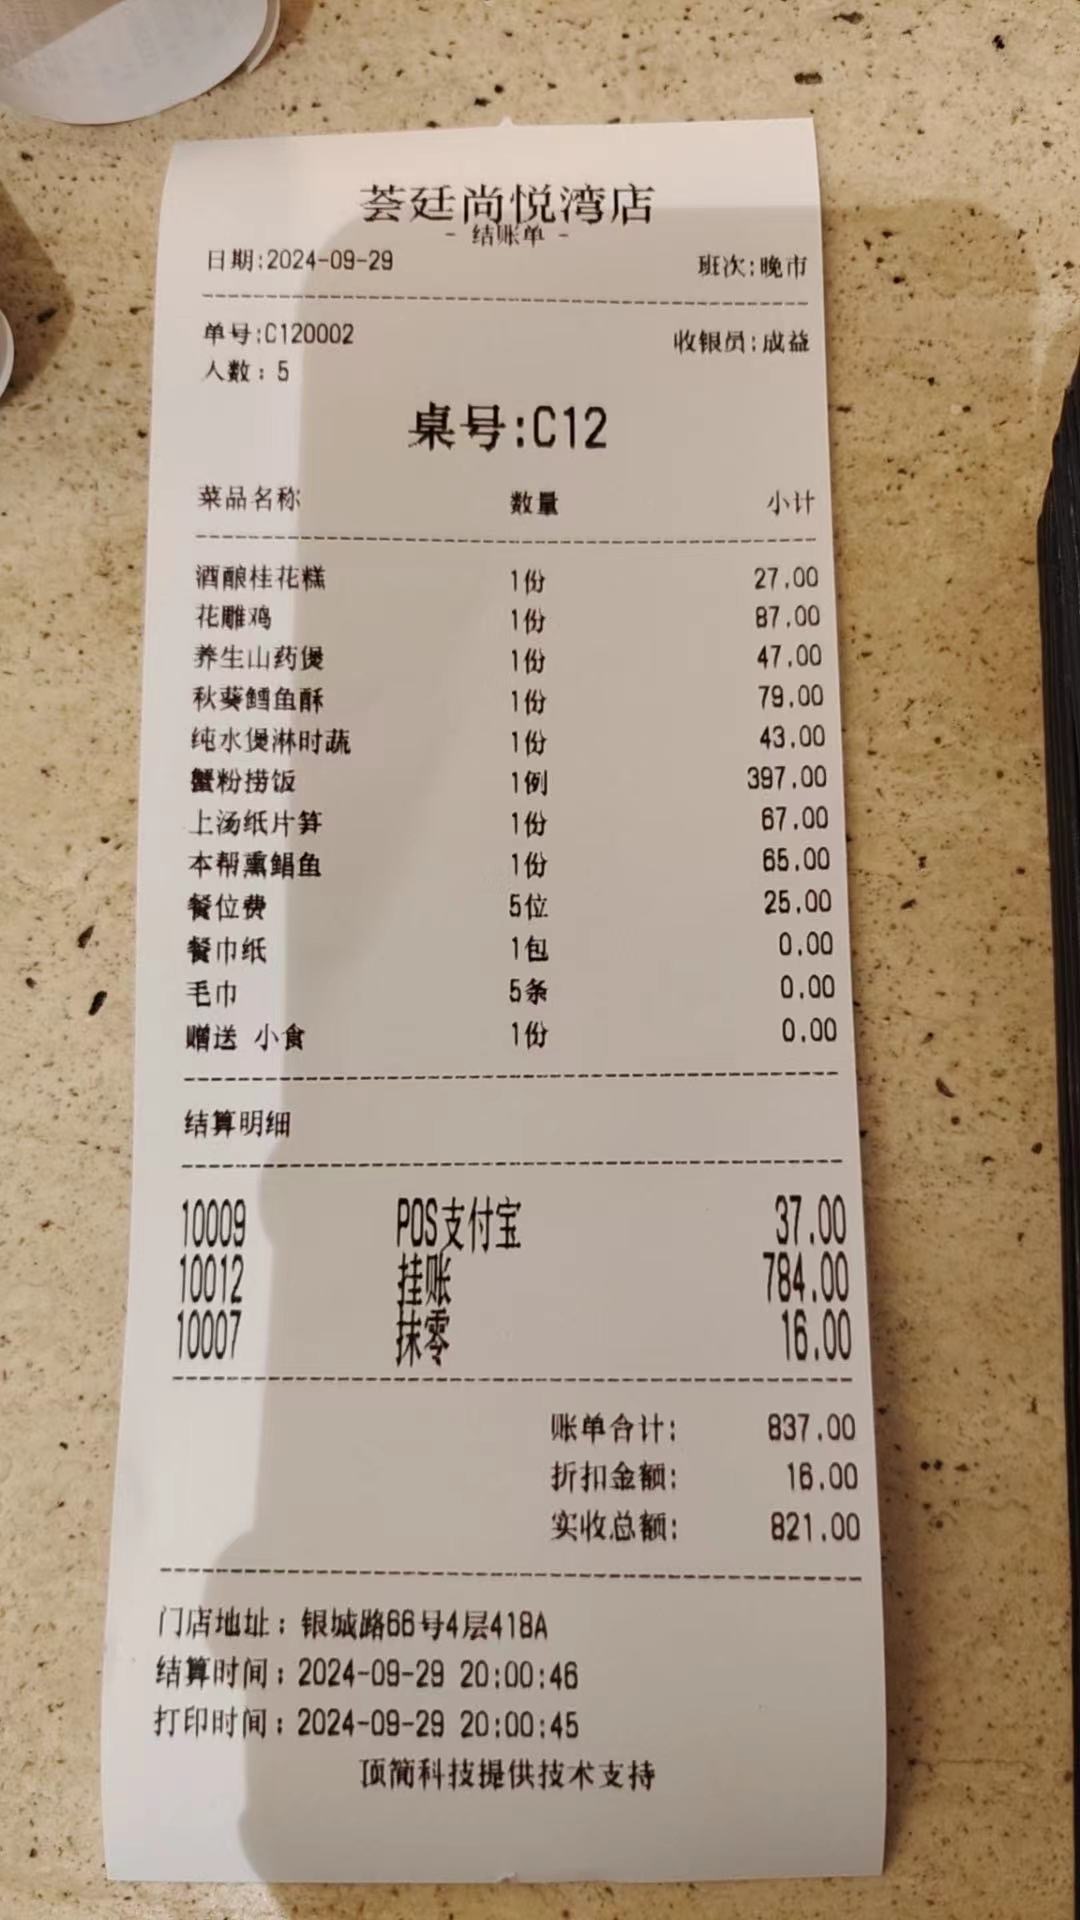 荟廷尚悦湾店
- 结账单 -
日期:2024-09-29 班次:晚市
单号:C120002 收银员:成益
人数: 5
桌号:C12
菜品名称 数量 小计
酒酿桂花糕 1份 27.00
花雕鸡 1份 87.00
养生山药煲 1份 47.00
秋葵鳕鱼酥 1份 79.00
纯水煲淋时蔬 1份 43.00
蟹粉捞饭 1例 397.00
上汤纸片笋 1份 67.00
本帮熏鲳鱼 1份 65.00
餐位费 5位 25.00
餐巾纸 1包 0.00
毛巾 5条 0.00
赠送 小食 1份 0.00
结算明细
10009 POS支付宝 37.00
10012 挂账 784.00
10007 抹零 16.00
账单合计: 837.00
折扣金额: 16.00
实收总额: 821.00
门店地址: 银城路66号4层418A
结算时间: 2024-09-29 20:00:46
打印时间: 2024-09-29 20:00:45
顶简科技提供技术支持